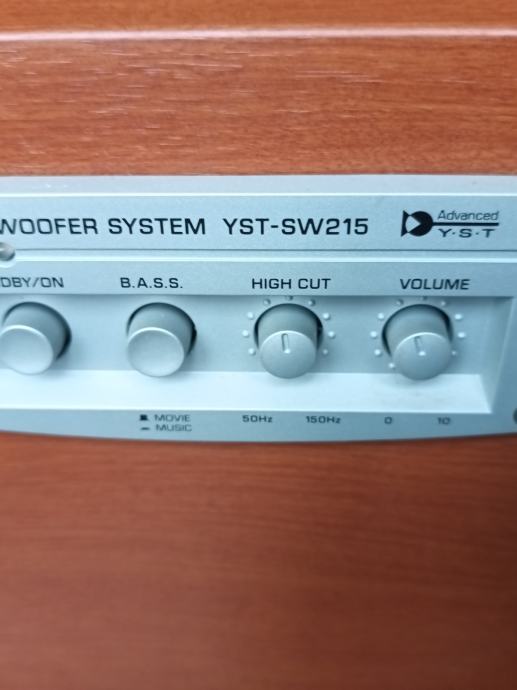 WOOFER SYSTEM YST-SW215
Advanced
Y·S·T
DBY/ON B.A.S.S. HIGH CUT VOLUME
MOVIE
MUSIC
50Hz 150Hz 0 10